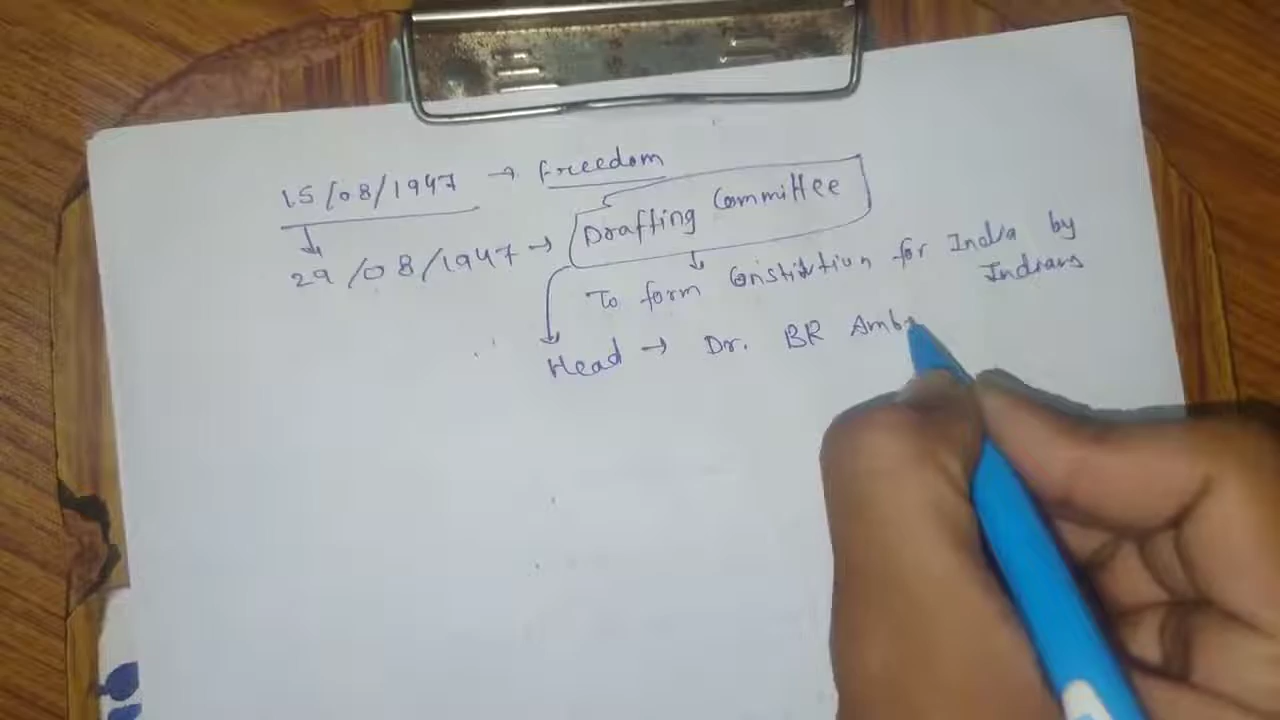 15/08/1947 → Freedom
29/08/1947 → Drafting Committee
To form Constitution for India by
Indians
Head → Dr. BR Amb